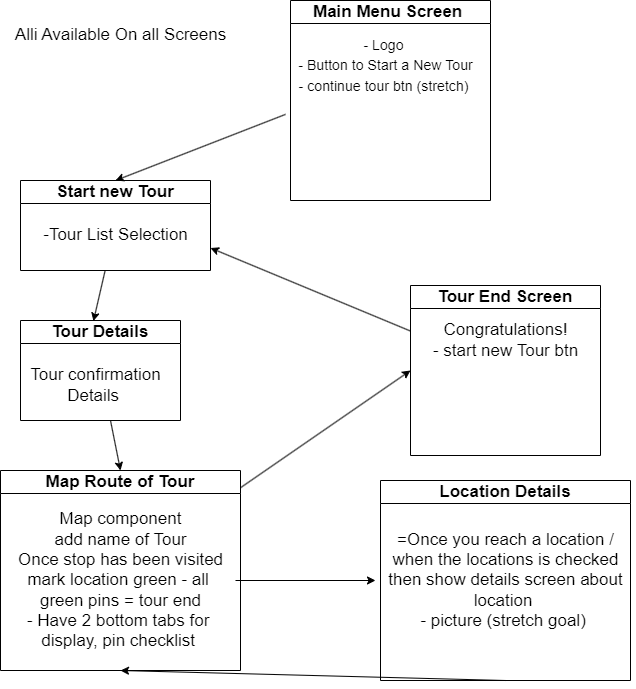 Alli Available On all Screens
Main Menu Screen
- Logo
- Button to Start a New Tour
- continue tour btn (stretch)
Start new Tour
-Tour List Selection
Tour End Screen
Congratulations!
- start new Tour btn
Tour Details
Tour confirmation
Details
Map Route of Tour
Map component
add name of Tour
Once stop has been visited
mark location green - all
green pins = tour end
- Have 2 bottom tabs for
display, pin checklist
Location Details
=Once you reach a location /
when the locations is checked
then show details screen about
location
- picture (stretch goal)